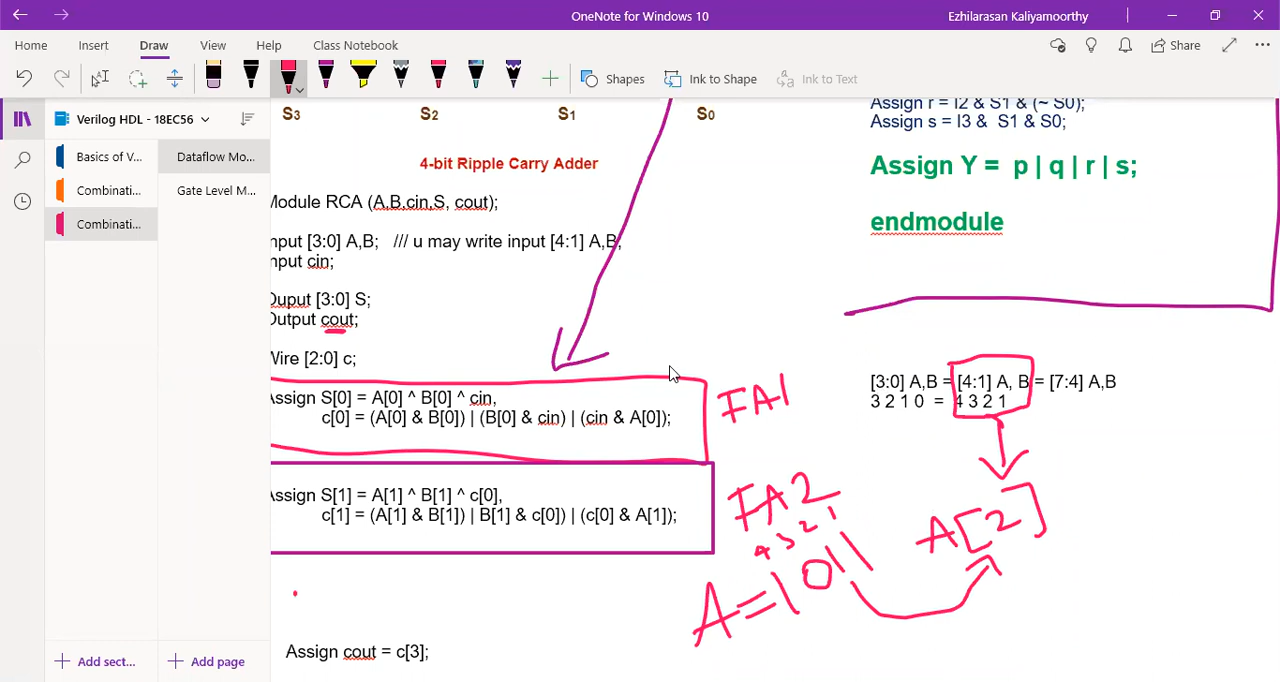 OneNote for Windows 10
Ezhilarasan Kaliyamoorthy
Home Insert Draw View Help Class Notebook
Share
Shapes Ink to Shape Ink to Text
Verilog HDL - 18EC56
Basics of V...
Combinati...
Combinati...
Dataflow Mo...
Gate Level M...
Add sect...
Add page
S3 S2 S1 S0
4-bit Ripple Carry Adder
Module RCA (A,B,cin,S, cout);
nput [3:0] A,B; /// u may write input [4:1] A,B,
nput cin;
Ouput [3:0] S;
Output cout;
Wire [2:0] c;
Assign S[0] = A[0] ^ B[0] ^ cin,
c[0] = (A[0] & B[0]) | (B[0] & cin) | (cin & A[0]);
FA1
Assign S[1] = A[1] ^ B[1] ^ c[0],
c[1] = (A[1] & B[1]) | B[1] & c[0]) | (c[0] & A[1]);
FA2
4 3 2 1
A=1011
Assign cout = c[3];
Assign r = I2 & S1 & (~ S0);
Assign s = I3 & S1 & S0;
Assign Y = p | q | r | s;
endmodule
[3:0] A,B = [4:1] A, B = [7:4] A,B
3 2 1 0 = 4 3 2 1
A[2]